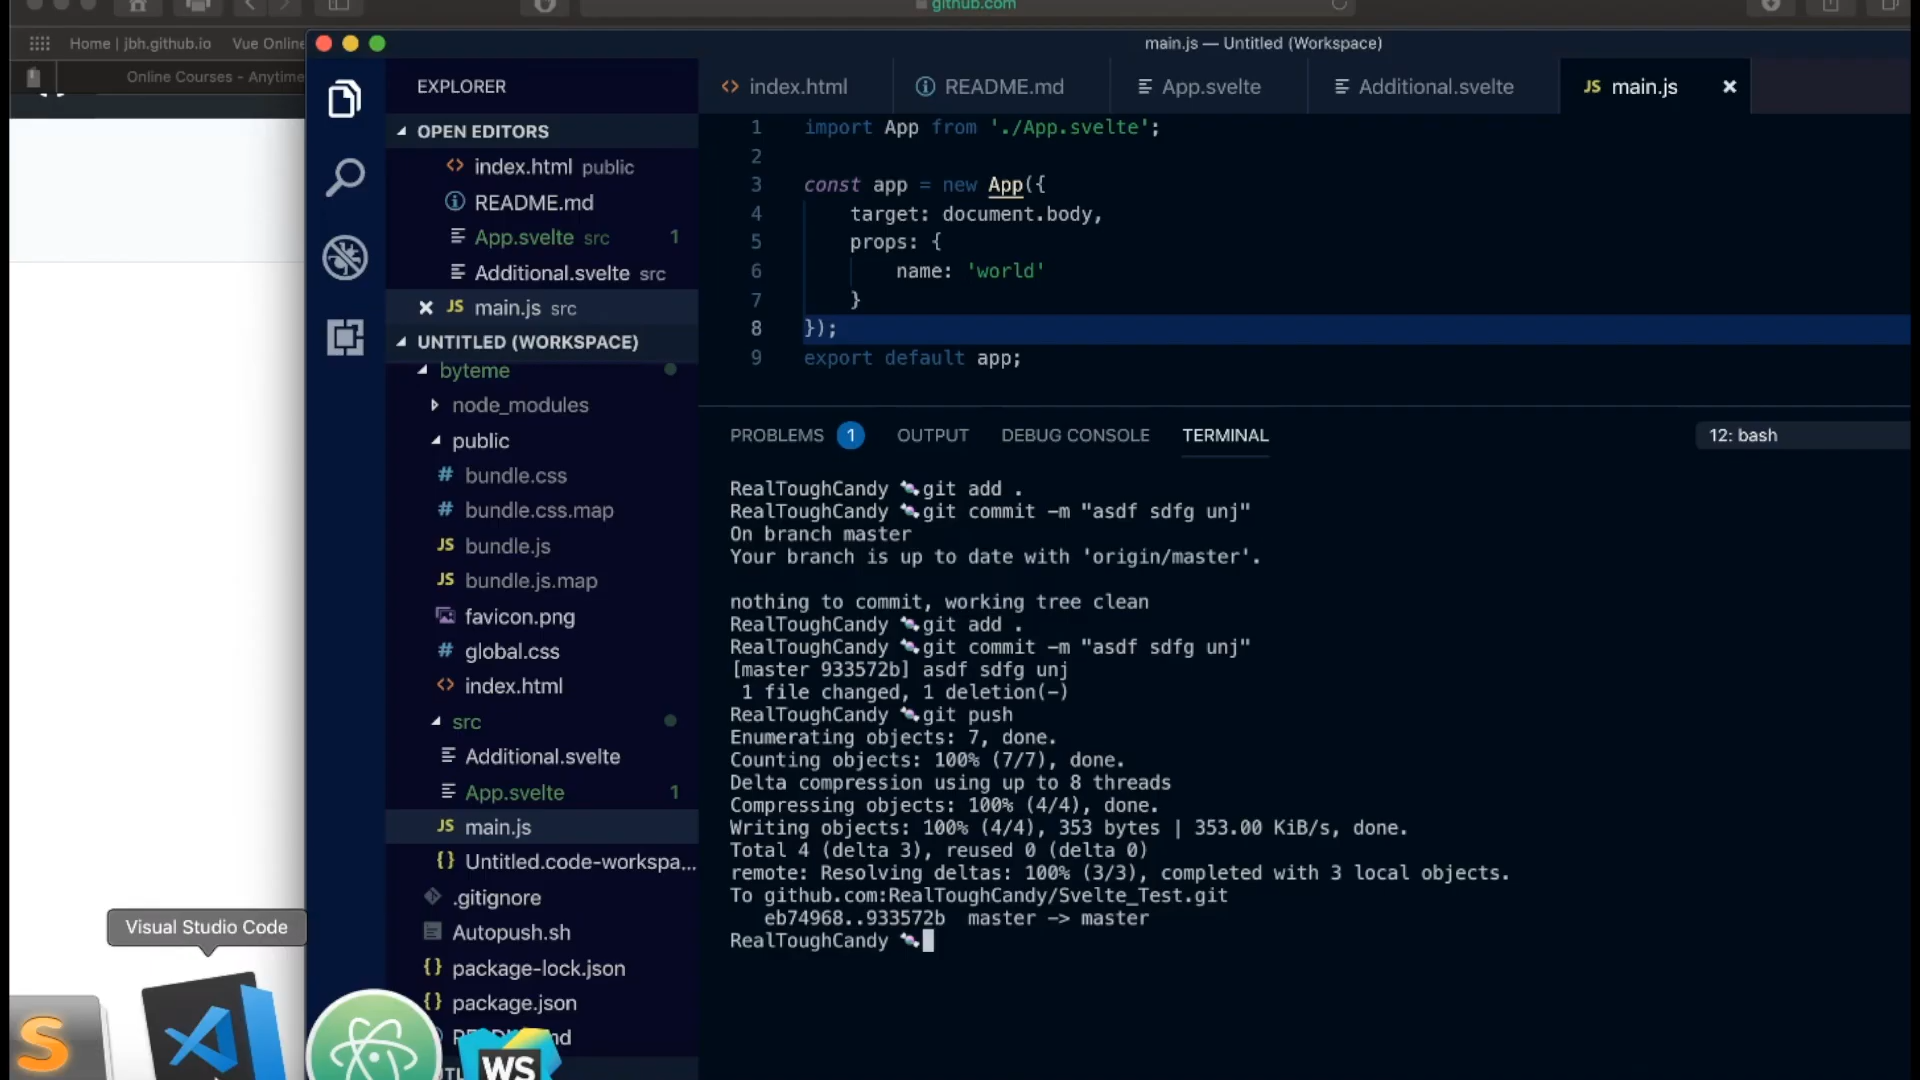 github.com
Home | jbh.github.io
Vue Online
Online Courses - Anytime
main.js — Untitled (Workspace)
EXPLORER
OPEN EDITORS
index.html public
README.md
App.svelte src 1
Additional.svelte src
JS main.js src
UNTITLED (WORKSPACE)
byteme
node_modules
public
# bundle.css
# bundle.css.map
JS bundle.js
JS bundle.js.map
favicon.png
# global.css
<> index.html
src
Additional.svelte
App.svelte 1
JS main.js
{} Untitled.code-workspa...
.gitignore
Autopush.sh
{} package-lock.json
{} package.json
<> index.html
README.md
App.svelte
Additional.svelte
JS main.js
1 import App from './App.svelte';
2
3 const app = new App({
4 target: document.body,
5 props: {
6 name: 'world'
7 }
8 });
9 export default app;
PROBLEMS 1 OUTPUT DEBUG CONSOLE TERMINAL
12: bash
RealToughCandy 🍬git add .
RealToughCandy 🍬git commit -m "asdf sdfg unj"
On branch master
Your branch is up to date with 'origin/master'.
nothing to commit, working tree clean
RealToughCandy 🍬git add .
RealToughCandy 🍬git commit -m "asdf sdfg unj"
[master 933572b] asdf sdfg unj
1 file changed, 1 deletion(-)
RealToughCandy 🍬git push
Enumerating objects: 7, done.
Counting objects: 100% (7/7), done.
Delta compression using up to 8 threads
Compressing objects: 100% (4/4), done.
Writing objects: 100% (4/4), 353 bytes | 353.00 KiB/s, done.
Total 4 (delta 3), reused 0 (delta 0)
remote: Resolving deltas: 100% (3/3), completed with 3 local objects.
To github.com:RealToughCandy/Svelte_Test.git
eb74968..933572b master -> master
RealToughCandy 🍬
Visual Studio Code
S
WS